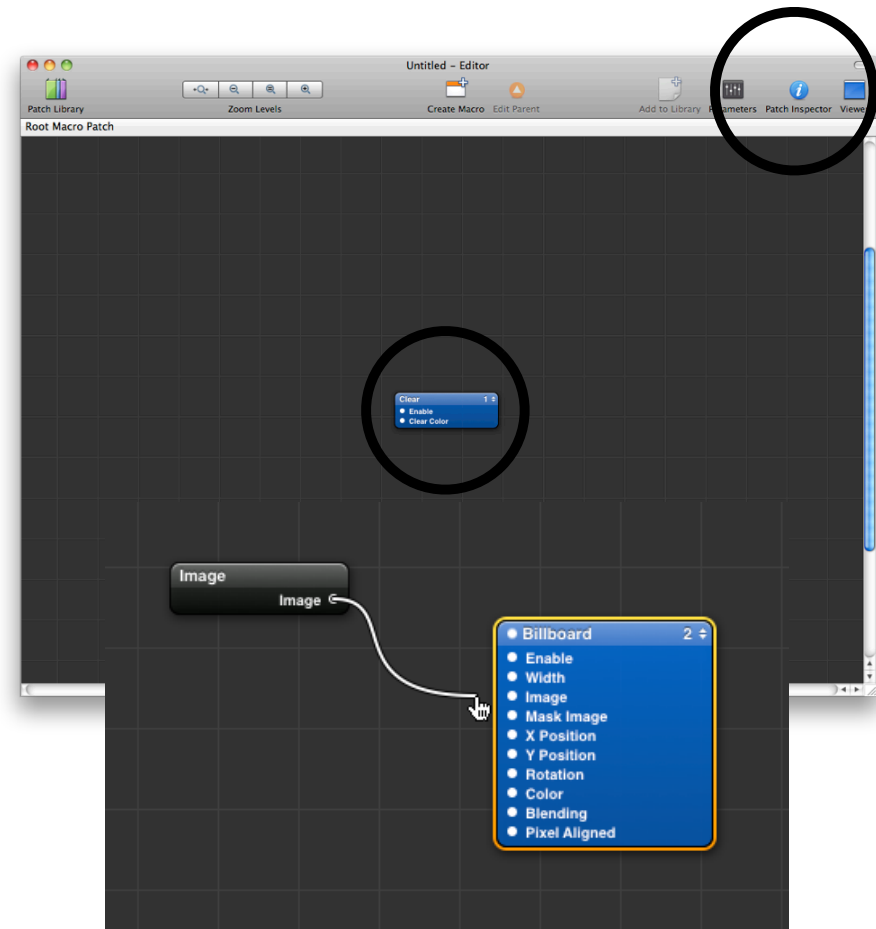 Untitled – Editor
Patch Library
Zoom Levels
Create Macro
Edit Parent
Add to Library
Patch Inspector
Root Macro Patch
Clear 1
Enable
Clear Color
Image
Image
Billboard 2
Enable
Width
Image
Mask Image
X Position
Y Position
Rotation
Color
Blending
Pixel Aligned